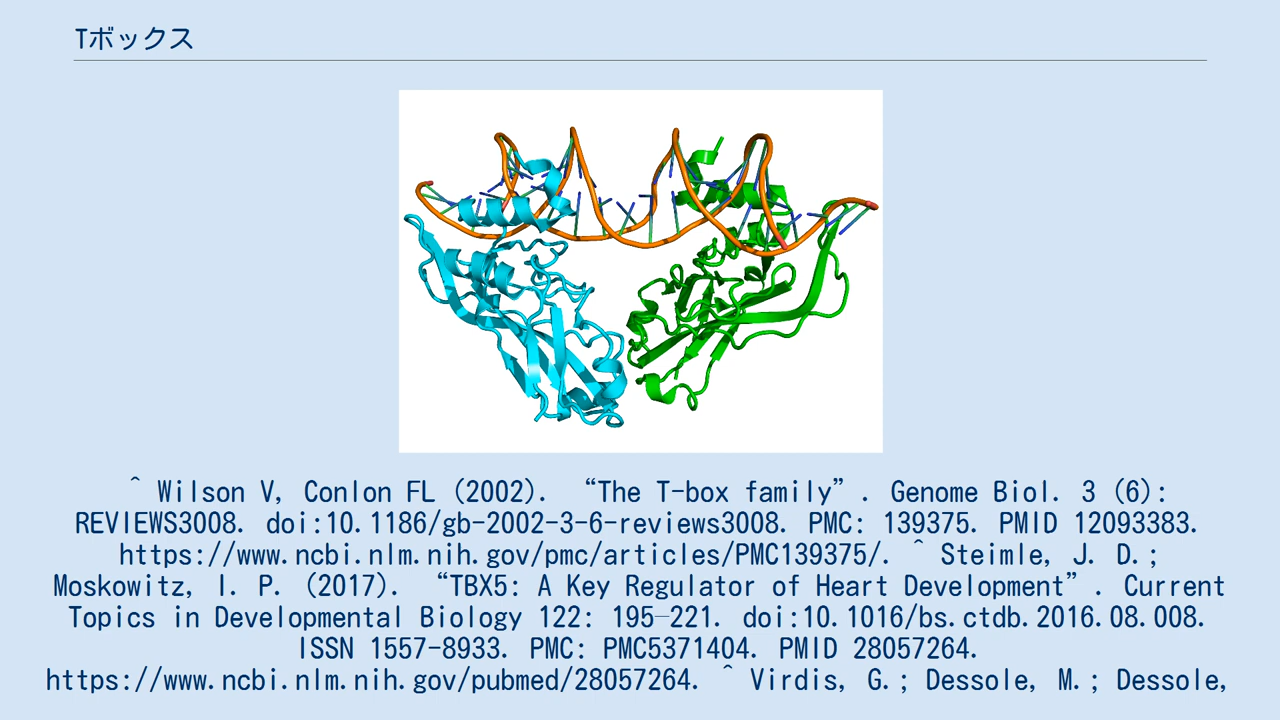 Tボックス
^ Wilson V, Conlon FL (2002). “The T-box family”. Genome Biol. 3 (6):
REVIEWS3008. doi:10.1186/gb-2002-3-6-reviews3008. PMC: 139375. PMID 12093383.
https://www.ncbi.nlm.nih.gov/pmc/articles/PMC139375/. ^ Steimle, J. D.;
Moskowitz, I. P. (2017). “TBX5: A Key Regulator of Heart Development”. Current
Topics in Developmental Biology 122: 195–221. doi:10.1016/bs.ctdb.2016.08.008.
ISSN 1557-8933. PMC: PMC5371404. PMID 28057264.
https://www.ncbi.nlm.nih.gov/pubmed/28057264. ^ Virdis, G.; Dessole, M.; Dessole,